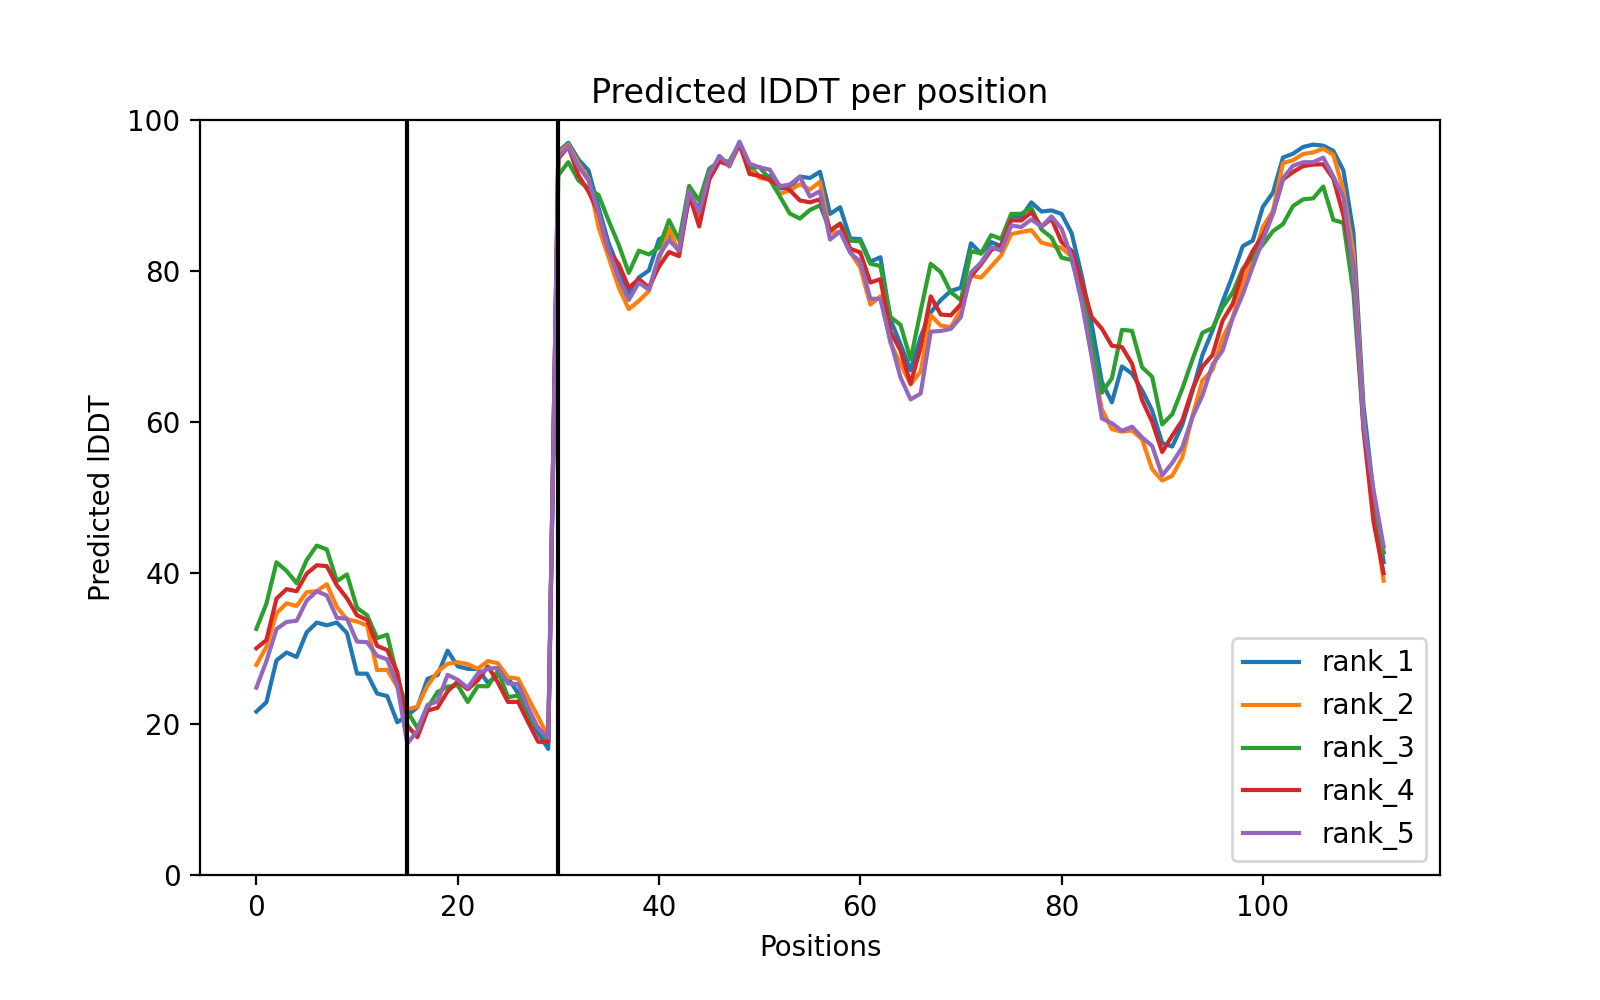 Predicted lDDT per position
100
80
60
40
20
0
Predicted lDDT
0 20 40 60 80 100
Positions
rank_1
rank_2
rank_3
rank_4
rank_5